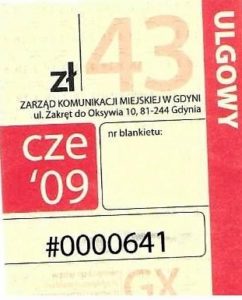 zł 43
ULGOWY
ZARZĄD KOMUNIKACJI MIEJSKIEJ W GDYNI
ul. Zakręt do Oksywia 10, 81-244 Gdynia
cze
'09
nr blankietu:
#0000641
GX